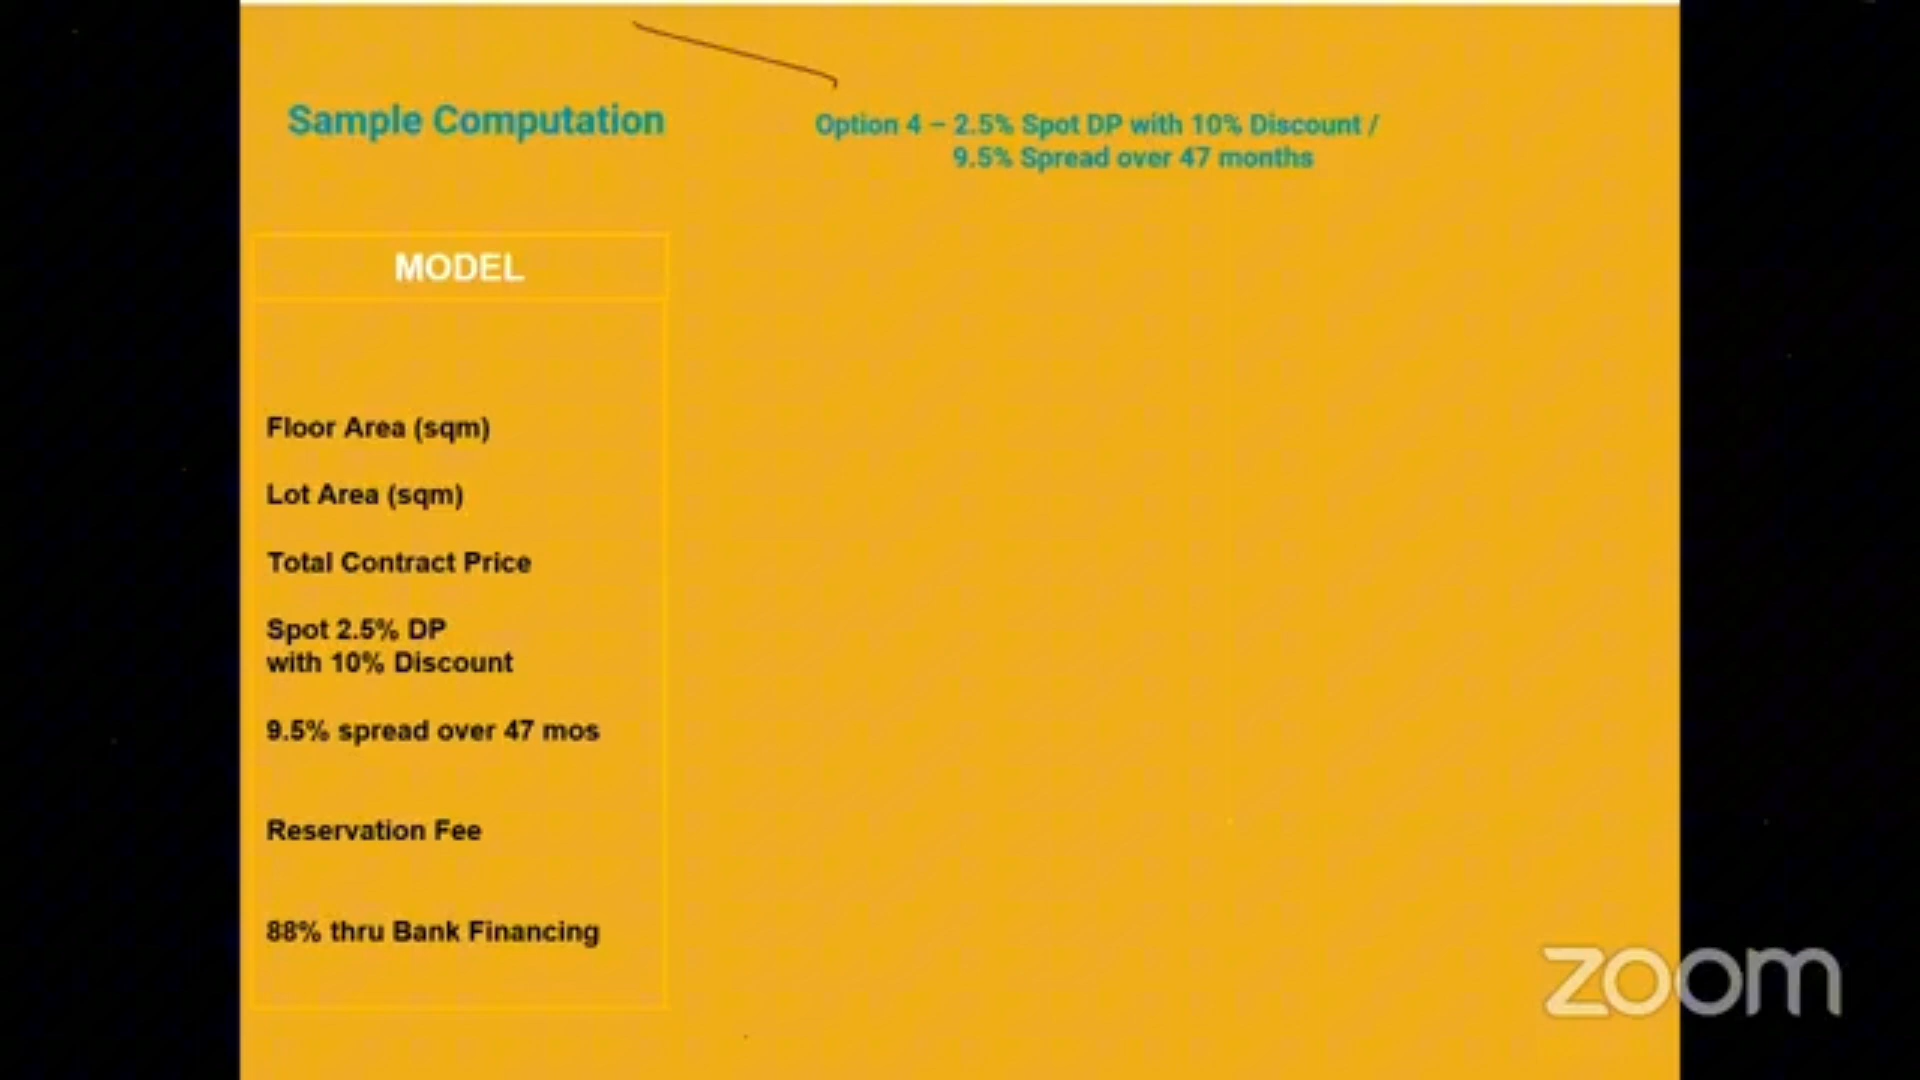 Sample Computation
Option 4 – 2.5% Spot DP with 10% Discount /
9.5% Spread over 47 months
MODEL
Floor Area (sqm)
Lot Area (sqm)
Total Contract Price
Spot 2.5% DP
with 10% Discount
9.5% spread over 47 mos
Reservation Fee
88% thru Bank Financing
zoom